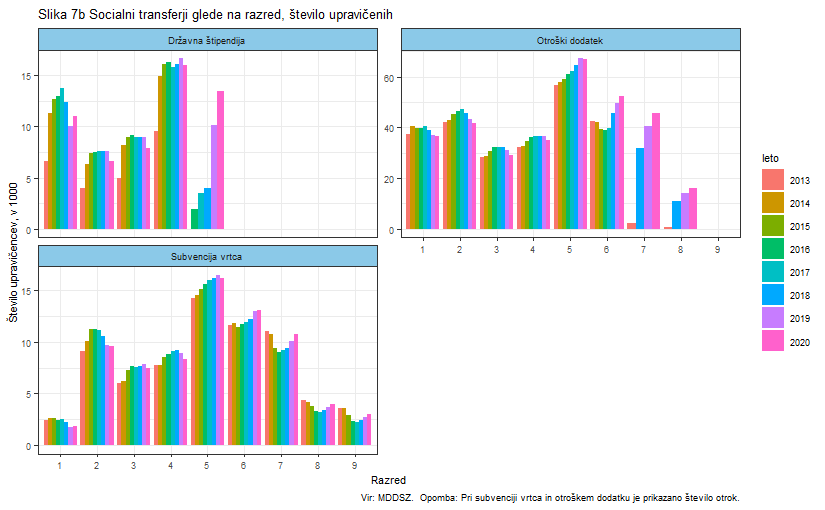 Slika 7b Socialni transferji glede na razred, število upravičenih
Državna štipendija
Otroški dodatek
15
10
5
0
60
40
20
0
1 2 3 4 5 6 7 8 9
Subvencija vrtca
15
10
5
0
1 2 3 4 5 6 7 8 9
Število upravičencev, v 1000
Razred
leto
2013
2014
2015
2016
2017
2018
2019
2020
Vir: MDDSZ. Opomba: Pri subvenciji vrtca in otroškem dodatku je prikazano število otrok.